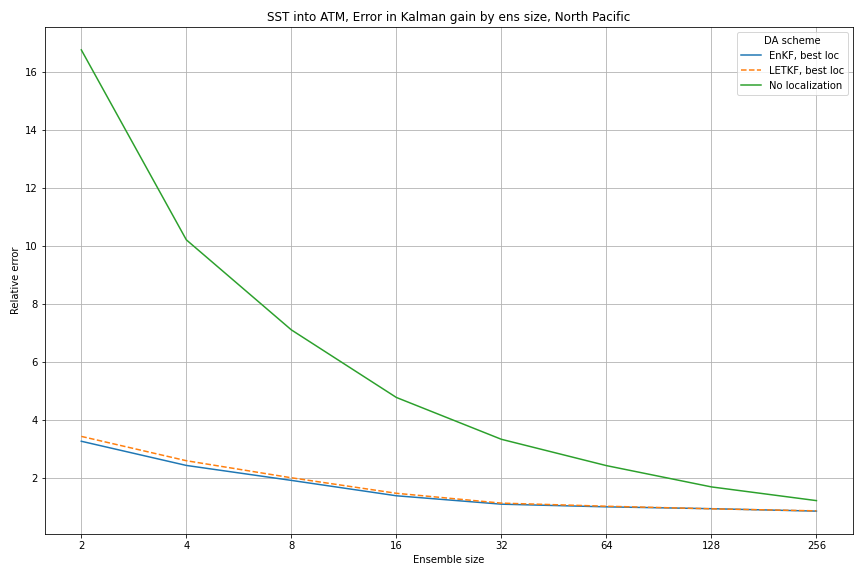 SST into ATM, Error in Kalman gain by ens size, North Pacific
DA scheme
EnKF, best loc
LETKF, best loc
No localization
Relative error
16
14
12
10
8
6
4
2
2 4 8 16 32 64 128 256
Ensemble size